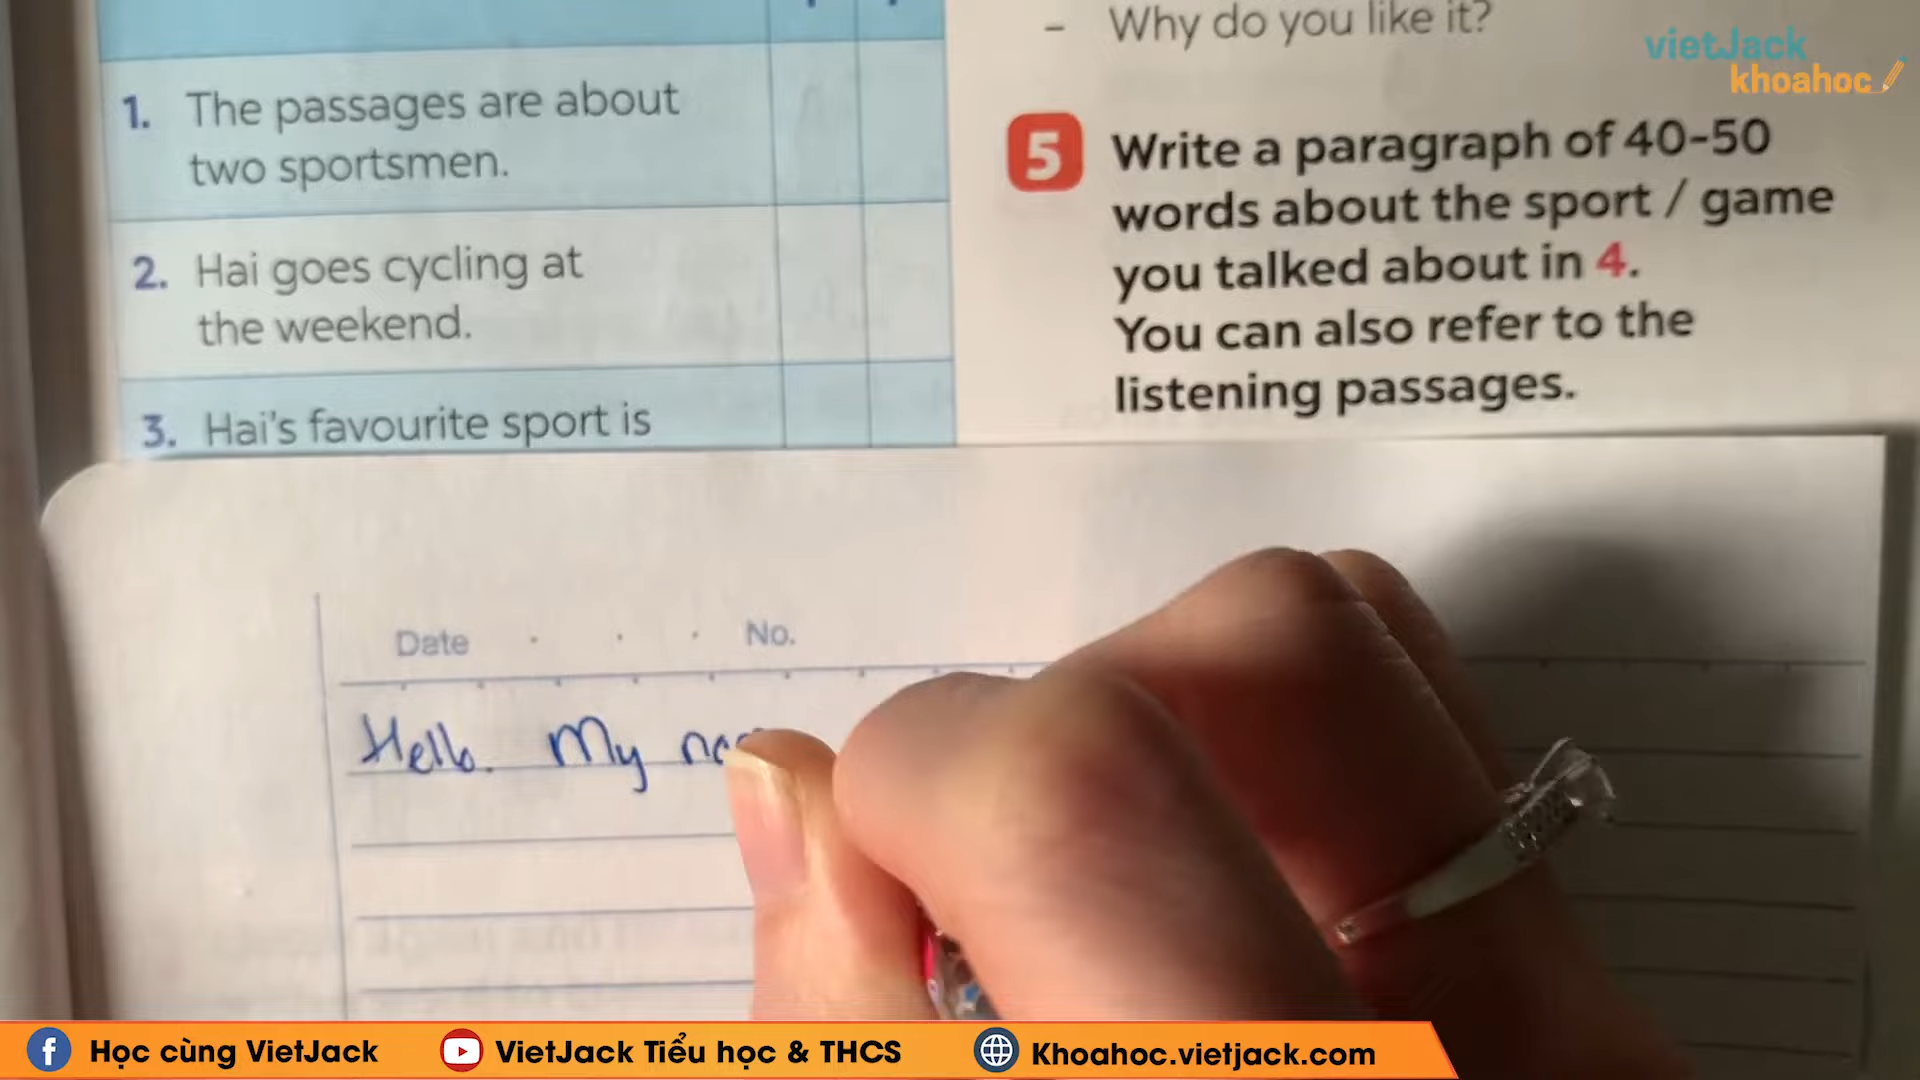 - Why do you like it?
vietJack
khoahoc
1. The passages are about
two sportsmen.
2. Hai goes cycling at
the weekend.
3. Hai's favourite sport is
5 Write a paragraph of 40-50
words about the sport / game
you talked about in 4.
You can also refer to the
listening passages.
Date No.
Hello. My
Học cùng VietJack
VietJack Tiểu học & THCS
Khoahoc.vietjack.com